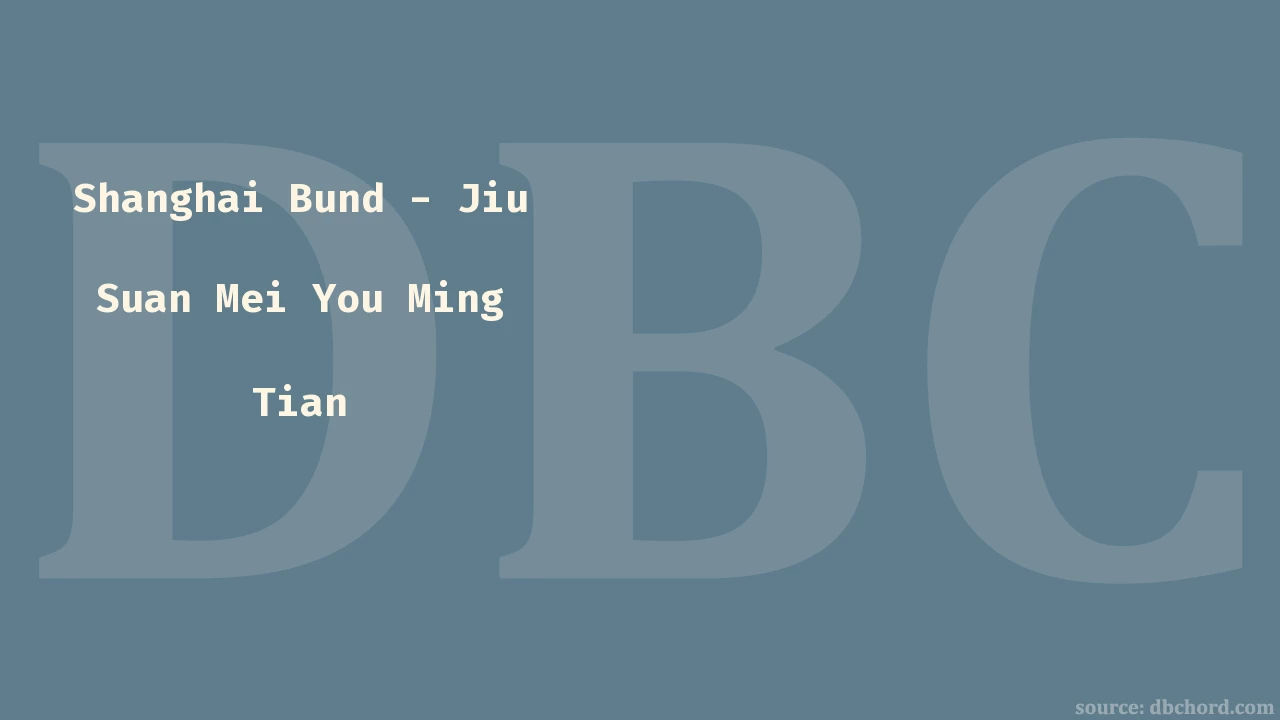 DBC
Shanghai Bund – Jiu
Suan Mei You Ming
Tian
source: dbchord.com